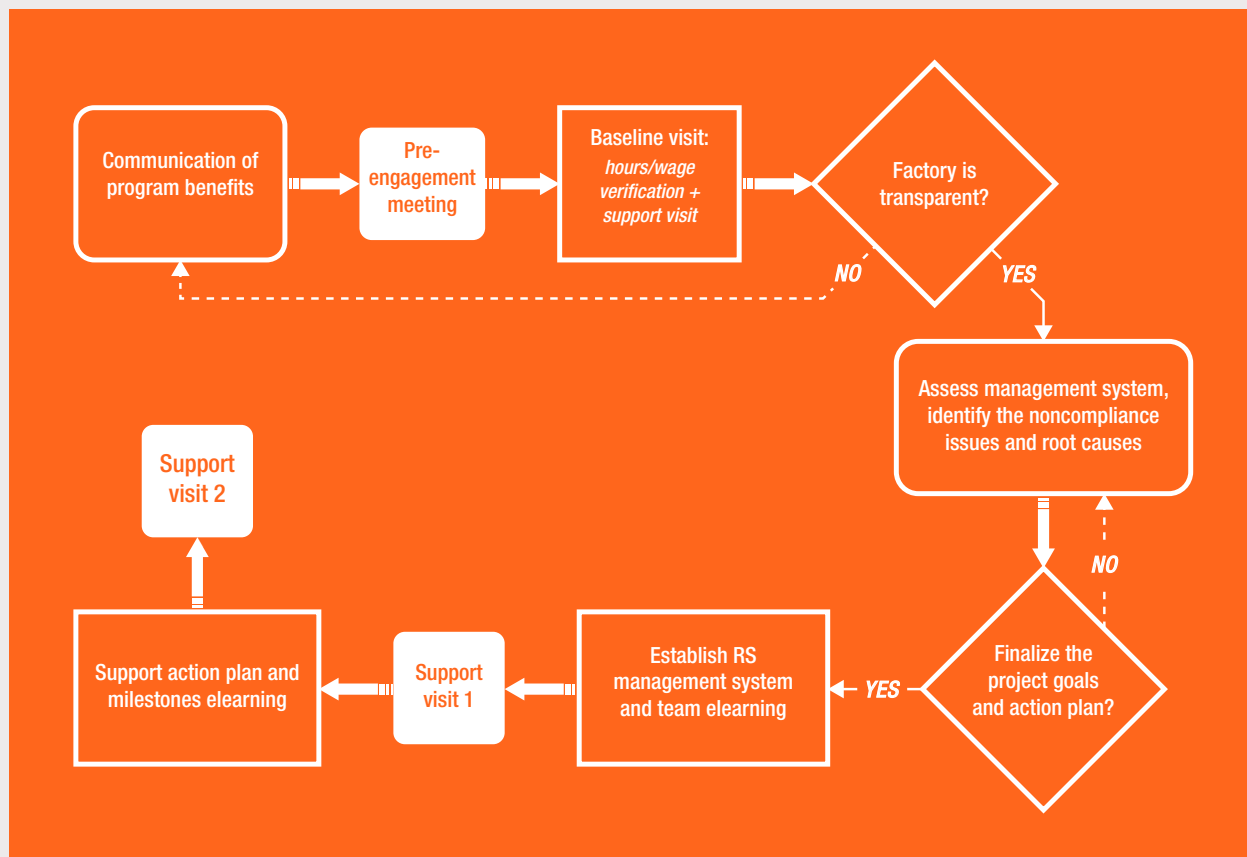 Communication of
program benefits
Pre-
engagement
meeting
Baseline visit:
hours/wage
verification +
support visit
Factory is
transparent?
NO
YES
Assess management system,
identify the noncompliance
issues and root causes
NO
Finalize the
project goals
and action plan?
YES
Establish RS
management system
and team elearning
Support
visit 1
Support action plan and
milestones elearning
Support
visit 2